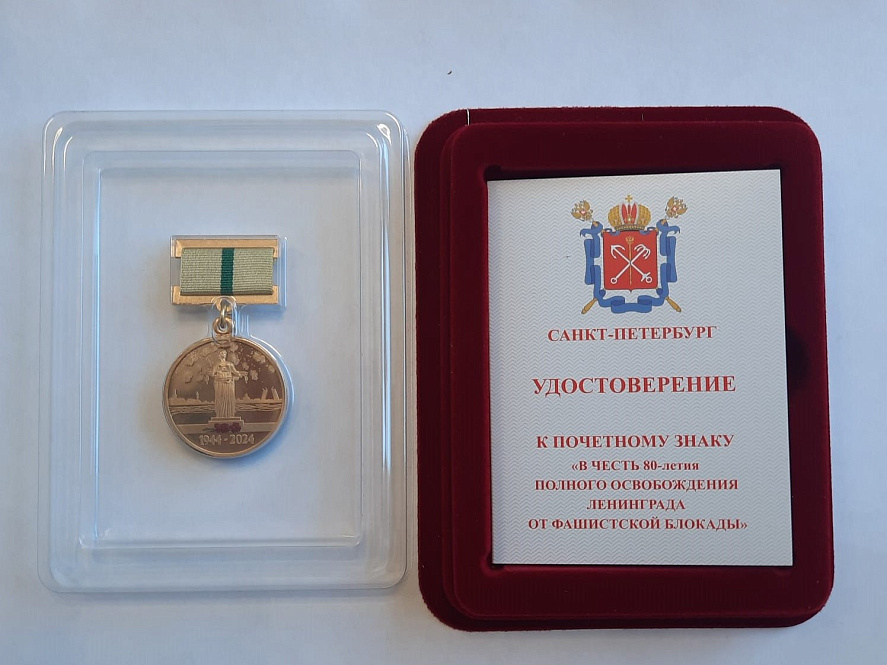 1944-2024
САНКТ-ПЕТЕРБУРГ
УДОСТОВЕРЕНИЕ
К ПОЧЕТНОМУ ЗНАКУ
«В ЧЕСТЬ 80-летия
ПОЛНОГО ОСВОБОЖДЕНИЯ
ЛЕНИНГРАДА
ОТ ФАШИСТСКОЙ БЛОКАДЫ»